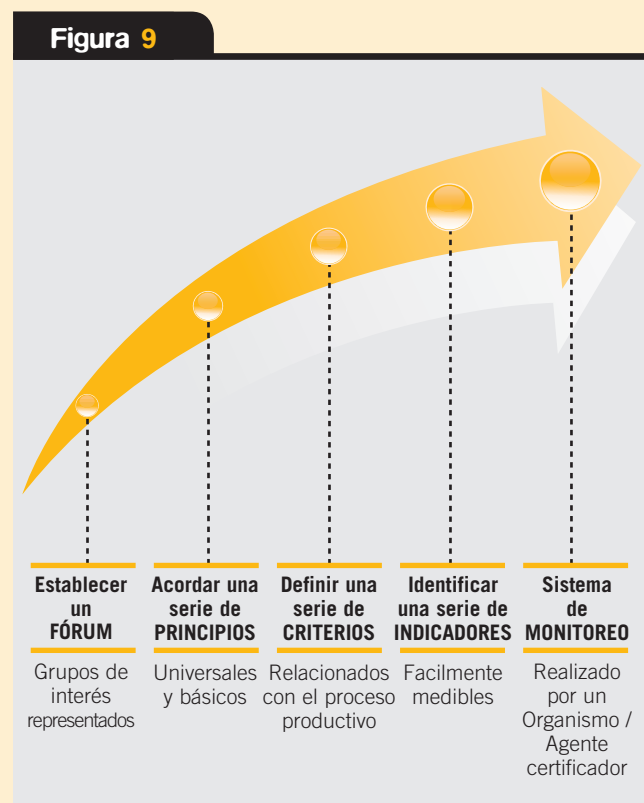 Figura 9
Establecer
un
FÓRUM
Grupos de
interés
representados
Acordar una
serie de
PRINCIPIOS
Universales
y básicos
Definir una
serie de
CRITERIOS
Relacionados
con el proceso
productivo
Identificar
una serie de
INDICADORES
Facilmente
medibles
Sistema
de
MONITOREO
Realizado
por un
Organismo /
Agente
certificador